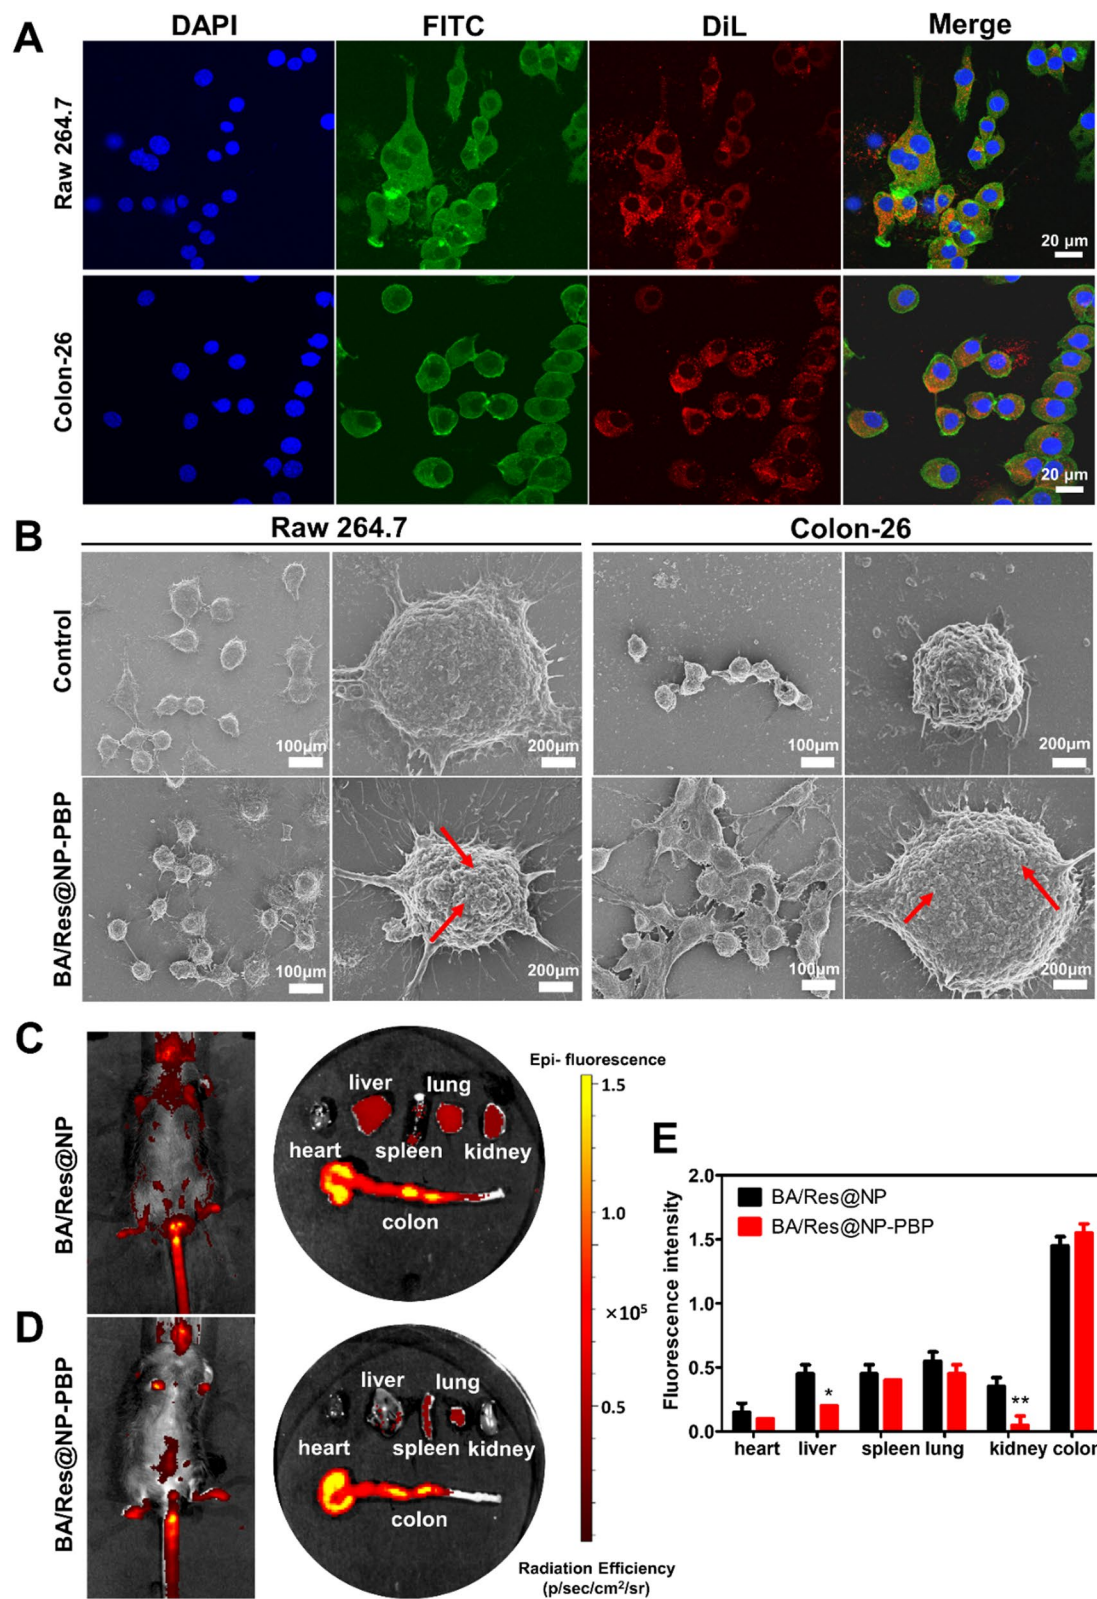 A
DAPI
FITC
DiL
Merge
Raw 264.7
20 µm
Colon-26
20 µm
B
Raw 264.7
Colon-26
Control
100µm
200µm
100µm
200µm
BA/Res@NP-PBP
100µm
200µm
100µm
200µm
C
BA/Res@NP
liver
lung
heart
spleen
kidney
colon
Epi- fluorescence
1.5
1.0
×10⁵
0.5
Radiation Efficiency
(p/sec/cm²/sr)
D
BA/Res@NP-PBP
liver
lung
heart
spleen
kidney
colon
E
Fluorescence intensity
2.0
1.5
1.0
0.5
0.0
BA/Res@NP
BA/Res@NP-PBP
*
**
heart
liver
spleen
lung
kidney
colon